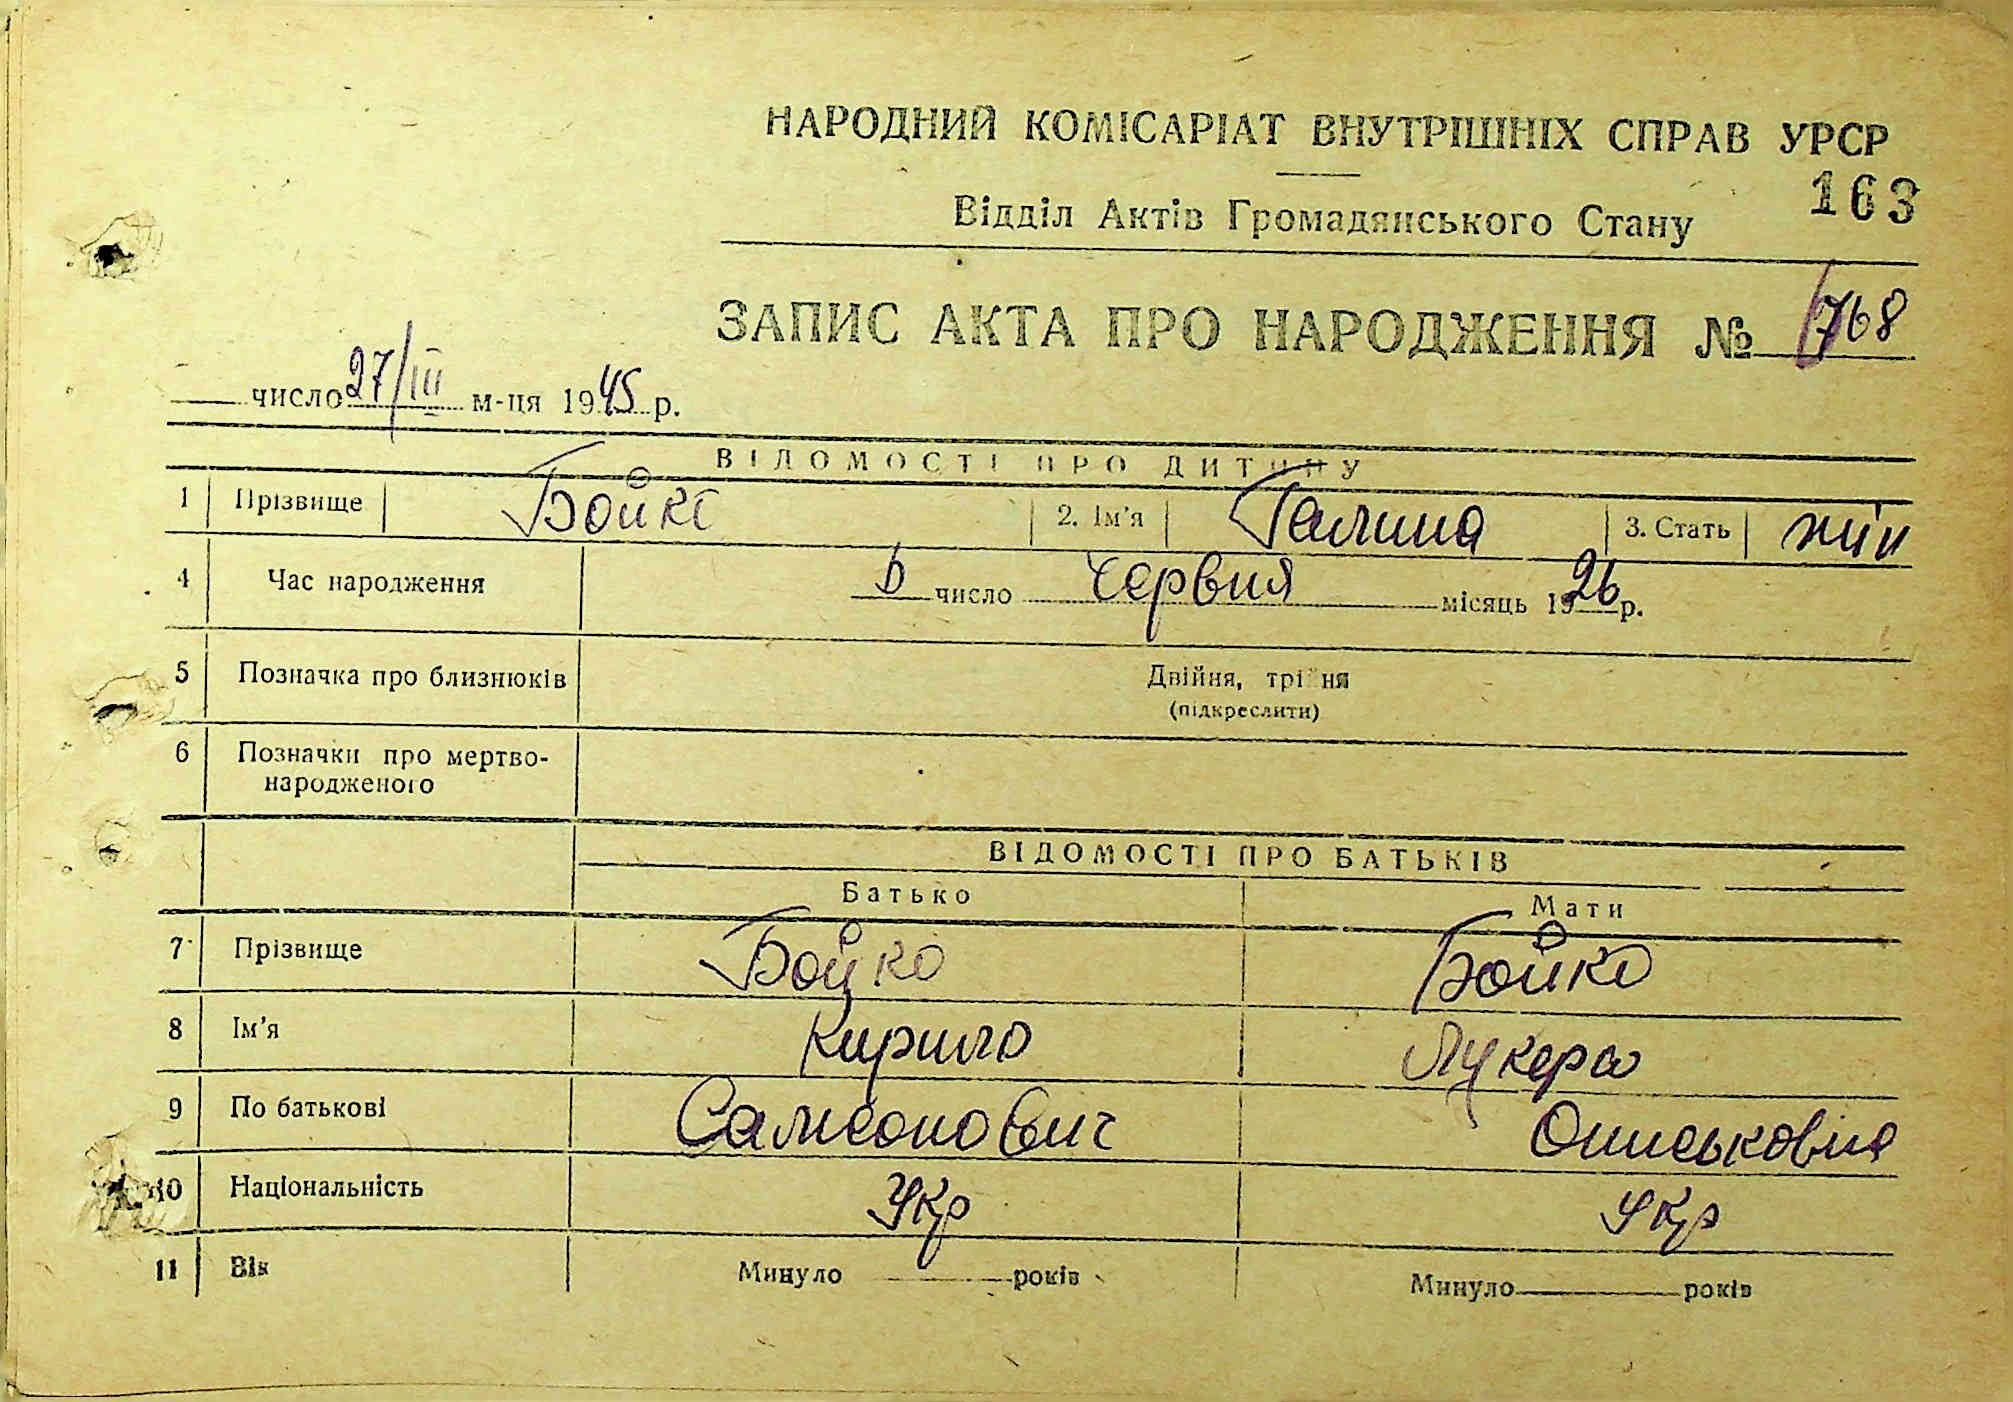 НАРОДНИЙ КОМІСАРІАТ ВНУТРІШНІХ СПРАВ УРСР
163
Відділ Актів Громадянського Стану
ЗАПИС АКТА ПРО НАРОДЖЕННЯ № 768
число 27/III м-ця 1945 р.
ВІДОМОСТІ ПРО ДИТИНУ
1 Прізвище Бойко 2. Ім'я Галина 3. Стать жін
4 Час народження число червня місяць 1926 р.
5 Позначка про близнюків Двійня, трійня
(підкреслити)
6 Позначки про мертво-
народженого
ВІДОМОСТІ ПРО БАТЬКІВ
Батько Мати
7 Прізвище Бойко Бойко
8 Ім'я Кирило Лукера
9 По батькові Самсонович Ониськовна
10 Національність Укр Укр
11 Вік Минуло років Минуло років